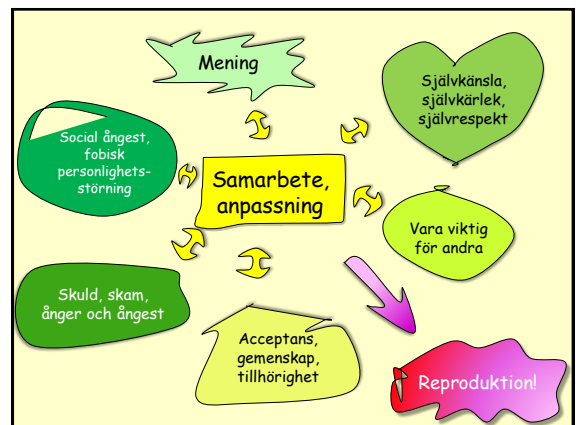 Mening
Självkänsla,
självkärlek,
självrespekt
Social ångest,
fobisk
personlighets-
störning
Samarbete,
anpassning
Vara viktig
för andra
Skuld, skam,
ånger och ångest
Acceptans,
gemenskap,
tillhörighet
Reproduktion!